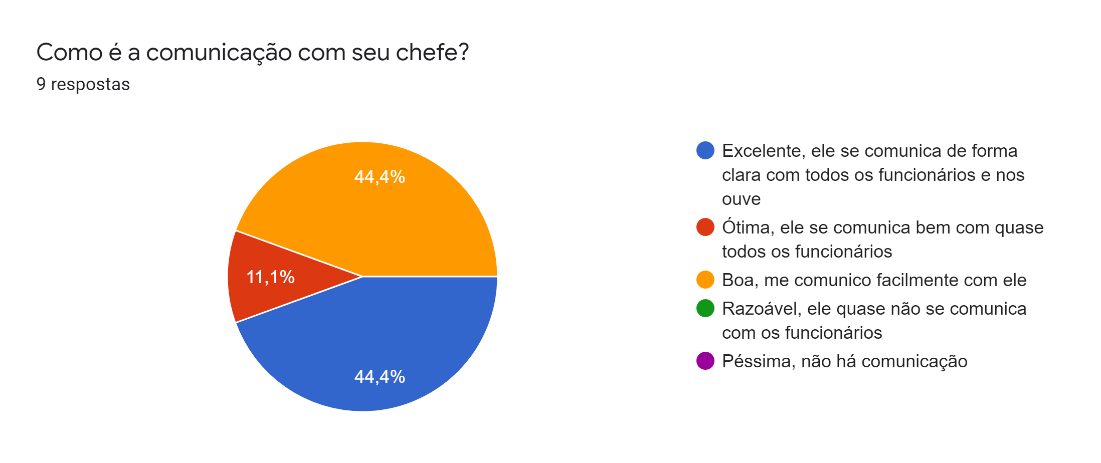 Como é a comunicação com seu chefe?
9 respostas
44,4%
11,1%
44,4%
Excelente, ele se comunica de forma
clara com todos os funcionários e nos
ouve
Ótima, ele se comunica bem com quase
todos os funcionários
Boa, me comunico facilmente com ele
Razoável, ele quase não se comunica
com os funcionários
Péssima, não há comunicação